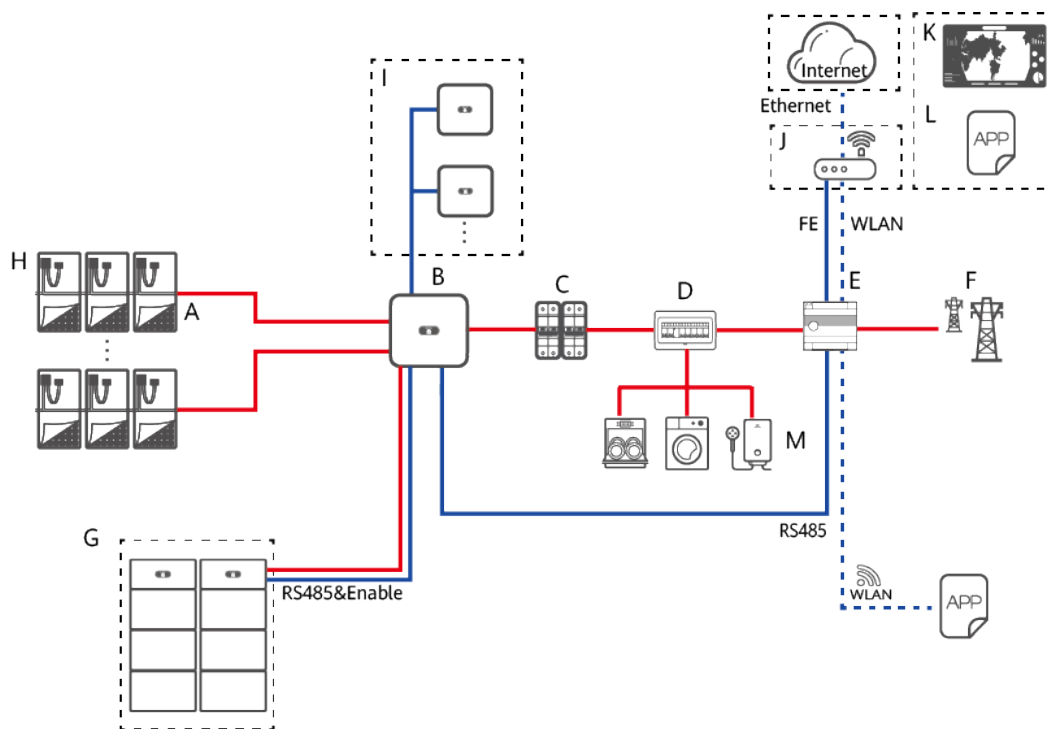 I
K
Internet
Ethernet
L
J
APP
FE
WLAN
H
A
B
C
D
E
F
M
RS485
G
RS485&Enable
WLAN
APP